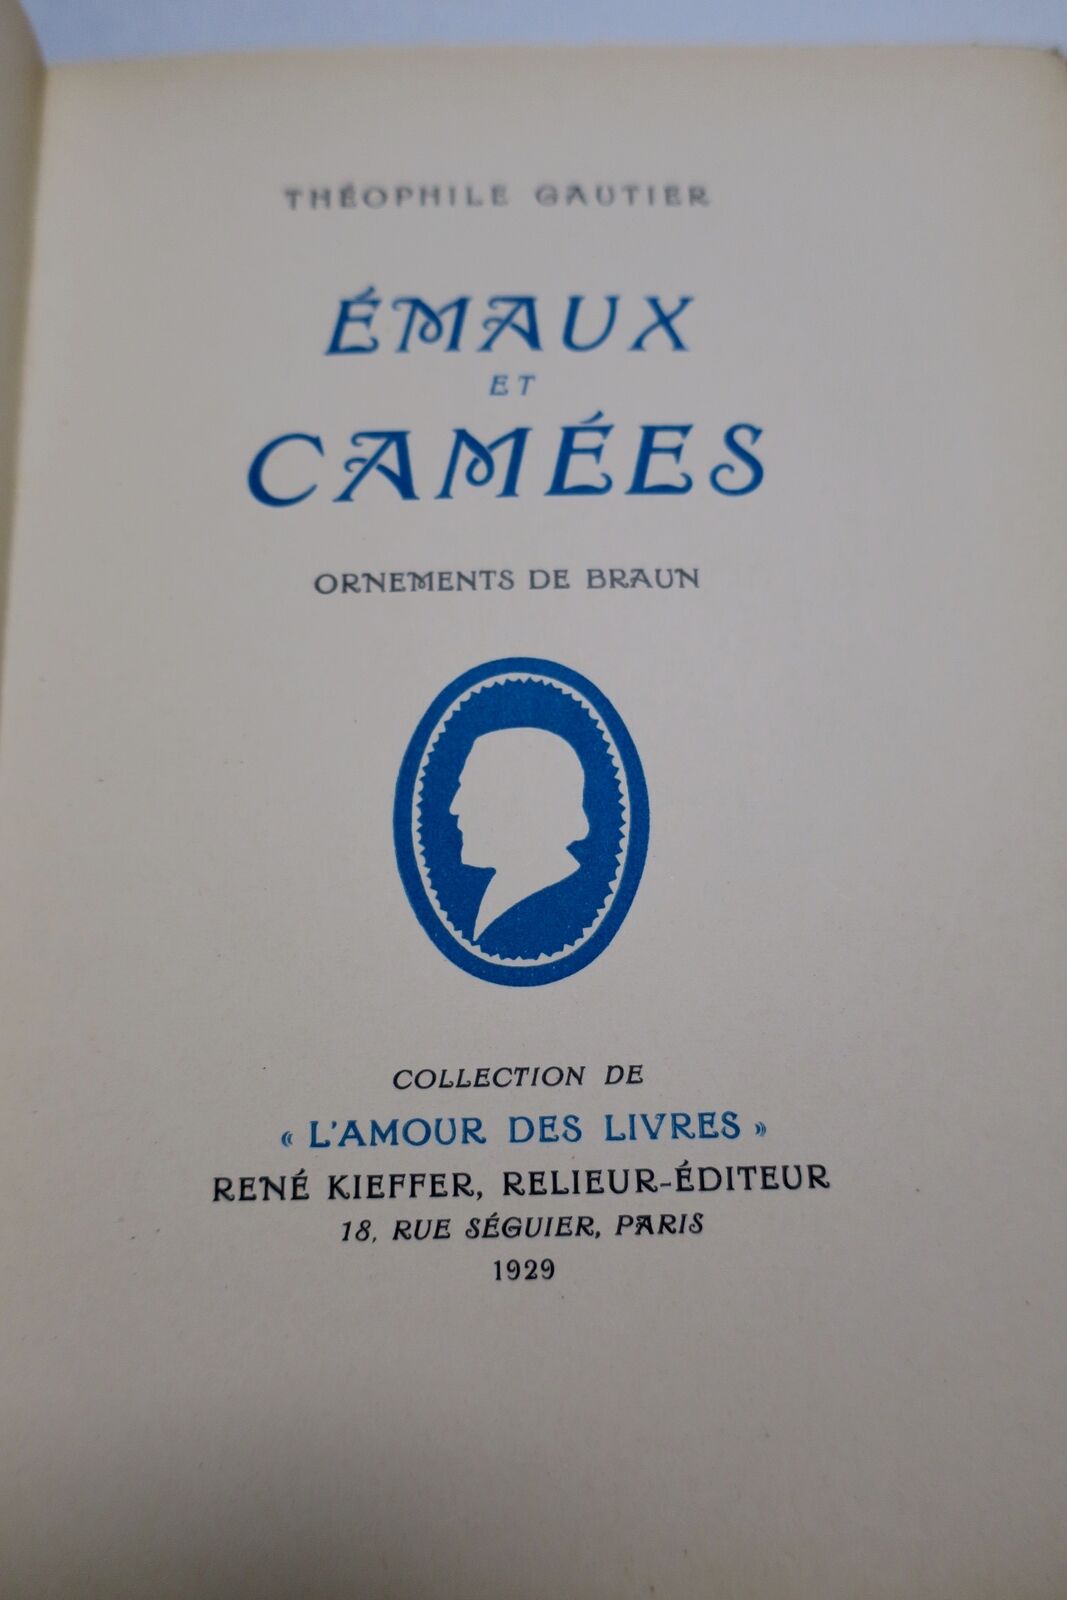 THÉOPHILE GAUTIER
ÉMAUX
ET
CAMÉES
ORNEMENTS DE BRAUN
COLLECTION DE
« L'AMOUR DES LIVRES »
RENÉ KIEFFER, RELIEUR-ÉDITEUR
18, RUE SÉGUIER, PARIS
1929